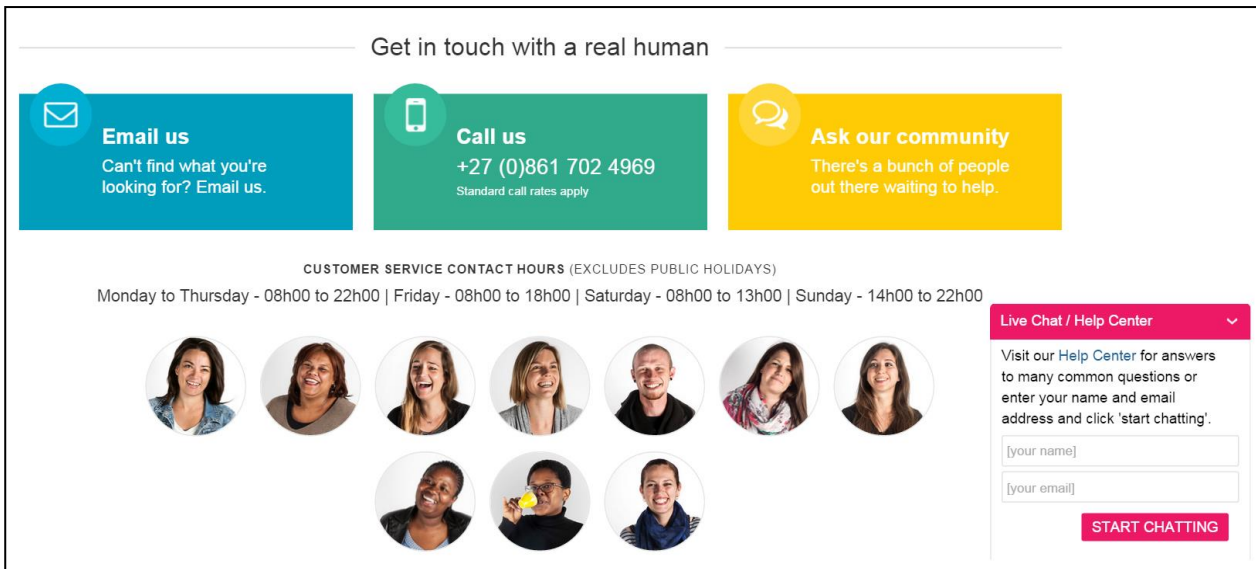 Get in touch with a real human
Email us
Can't find what you're
looking for? Email us.
Call us
+27 (0)861 702 4969
Standard call rates apply
Ask our community
There's a bunch of people
out there waiting to help.
CUSTOMER SERVICE CONTACT HOURS (EXCLUDES PUBLIC HOLIDAYS)
Monday to Thursday - 08h00 to 22h00 | Friday - 08h00 to 18h00 | Saturday - 08h00 to 13h00 | Sunday - 14h00 to 22h00
Live Chat / Help Center
Visit our Help Center for answers
to many common questions or
enter your name and email
address and click 'start chatting'.
[your name]
[your email]
START CHATTING